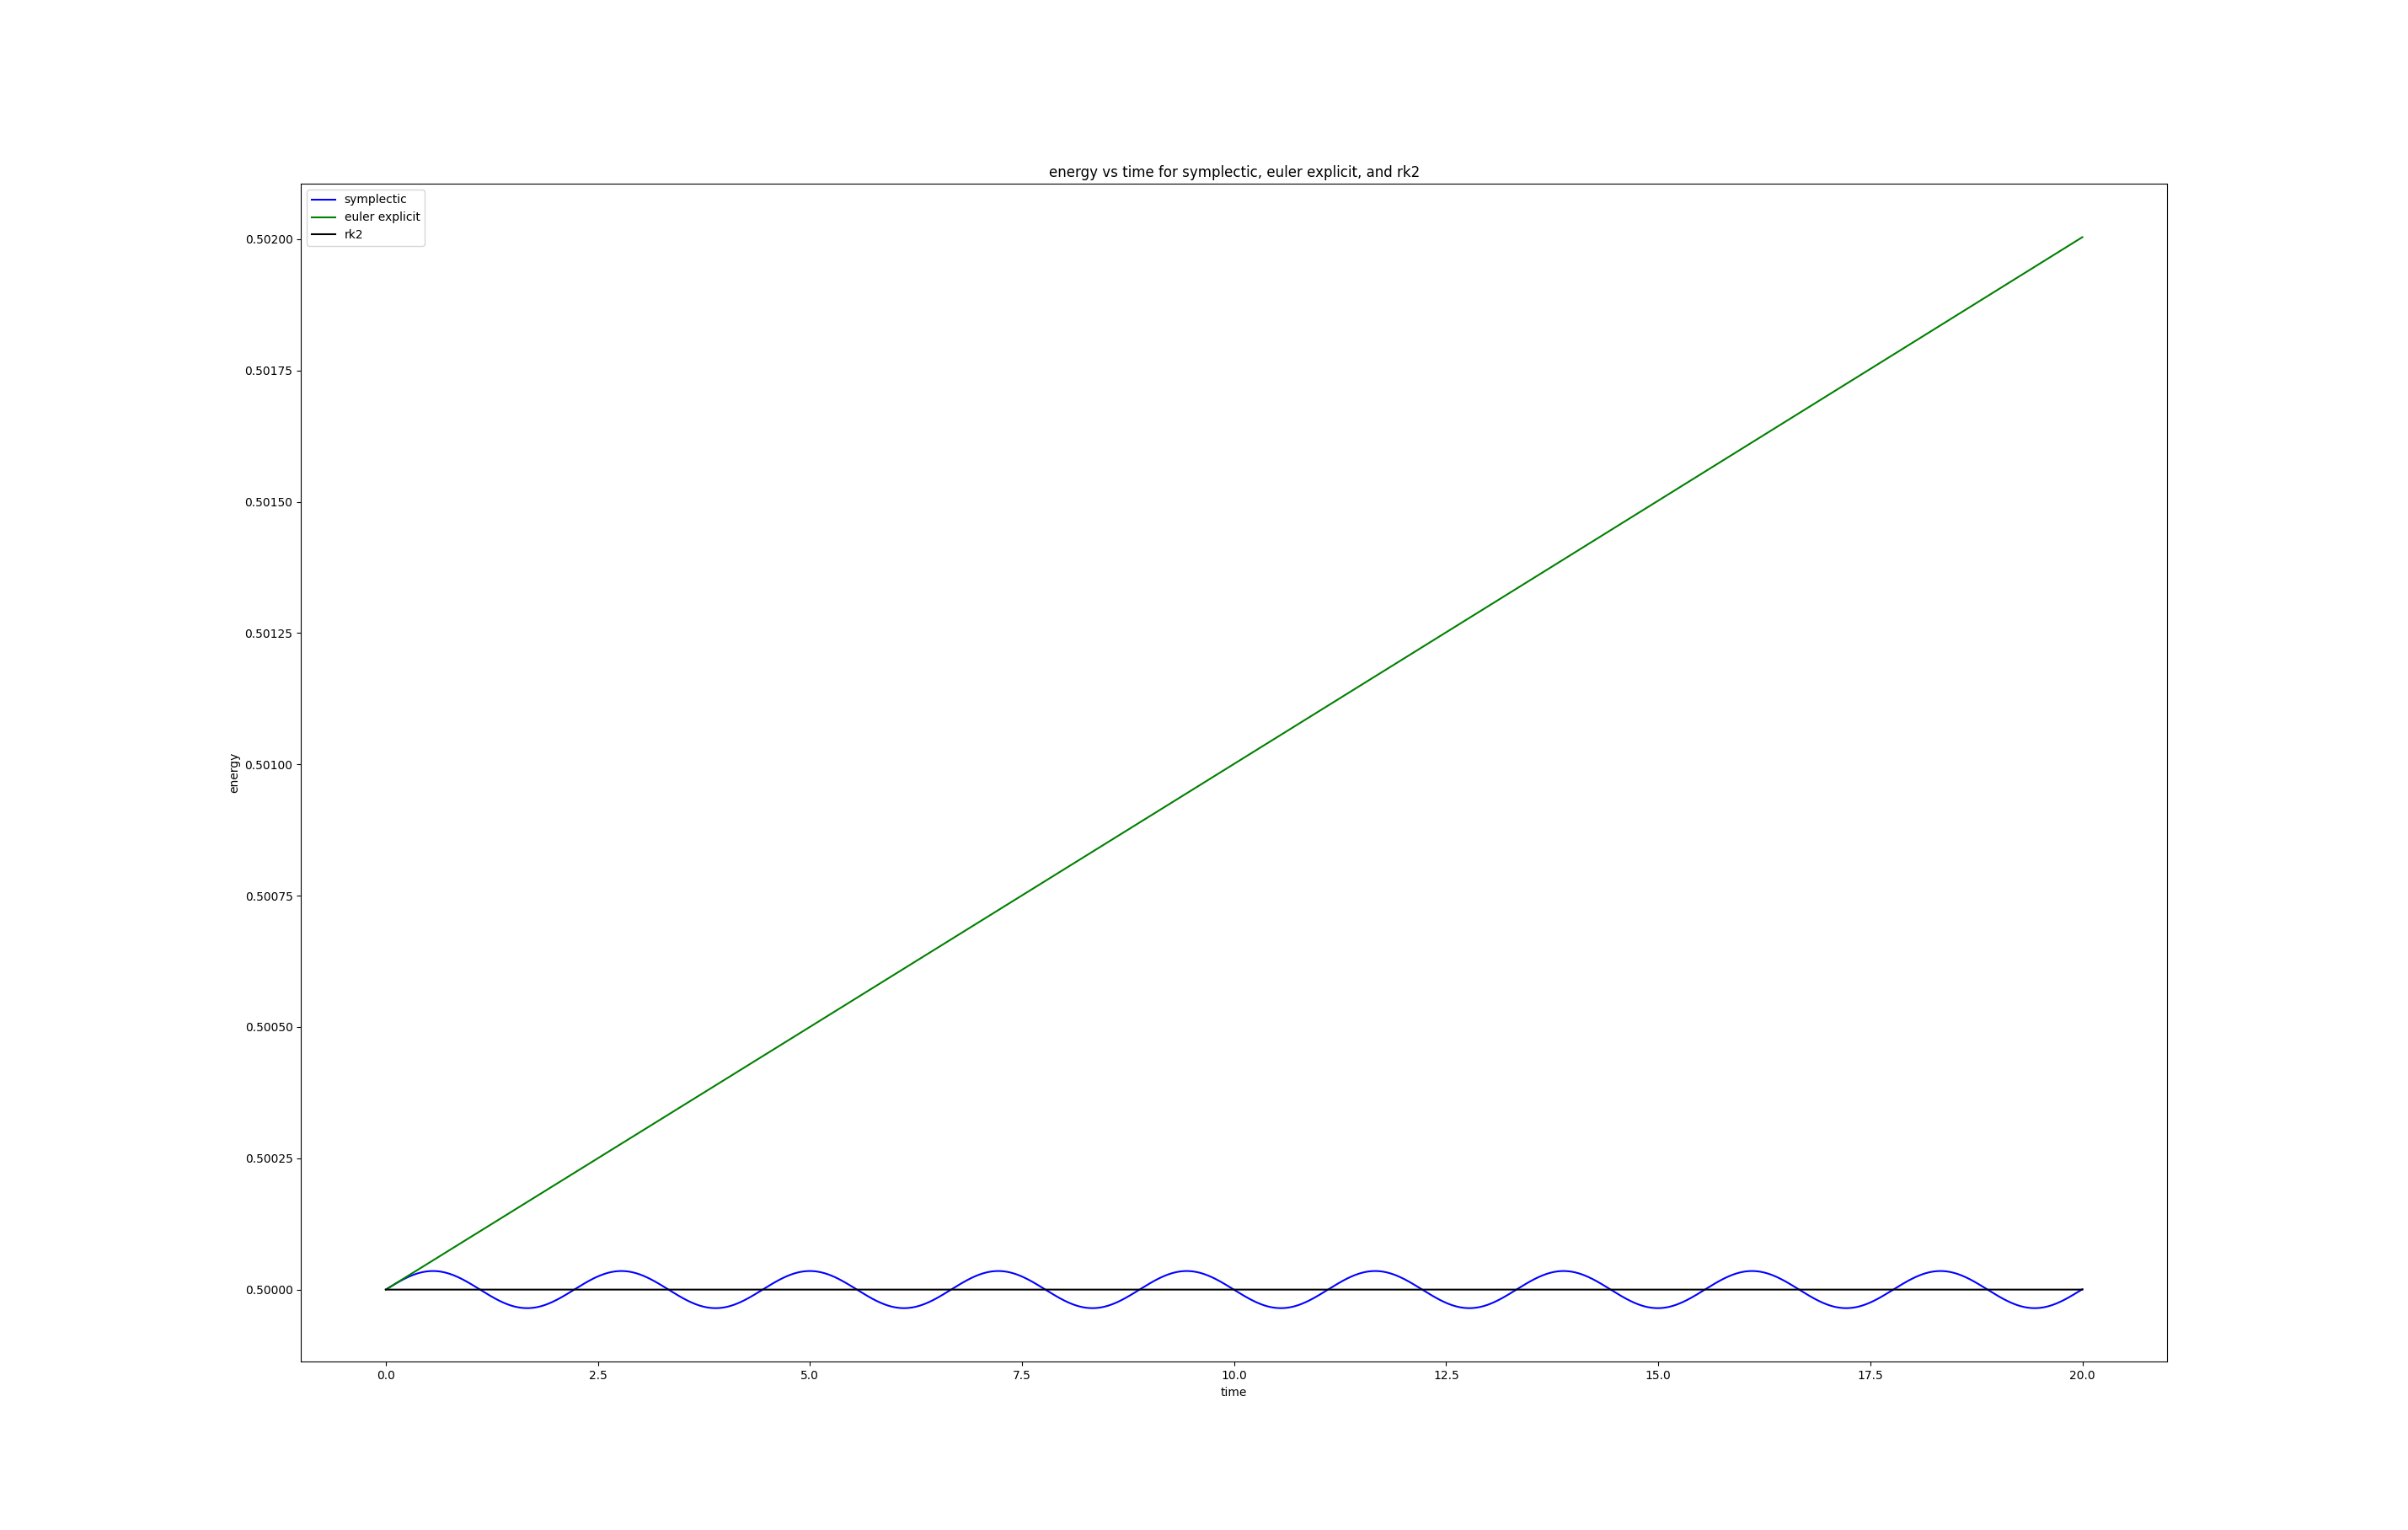 energy vs time for symplectic, euler explicit, and rk2
symplectic
euler explicit
rk2
0.50200
0.50175
0.50150
0.50125
0.50100
0.50075
0.50050
0.50025
0.50000
energy
0.0 2.5 5.0 7.5 10.0 12.5 15.0 17.5 20.0
time